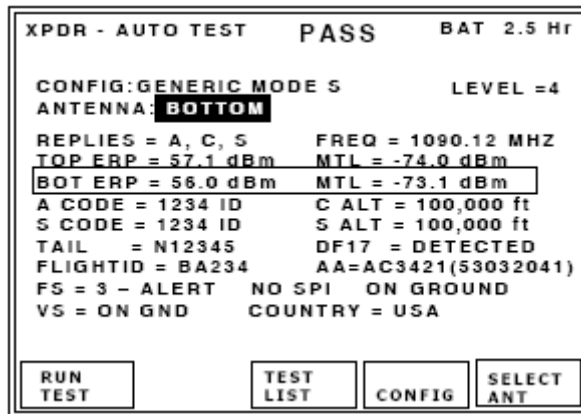 XPDR - AUTO TEST PASS BAT 2.5 Hr
CONFIG:GENERIC MODE S LEVEL =4
ANTENNA: BOTTOM
REPLIES = A, C, S FREQ = 1090.12 MHZ
TOP ERP = 57.1 dBm MTL = -74.0 dBm
BOT ERP = 56.0 dBm MTL = -73.1 dBm
A CODE = 1234 ID C ALT = 100,000 ft
S CODE = 1234 ID S ALT = 100,000 ft
TAIL = N12345 DF17 = DETECTED
FLIGHTID = BA234 AA=AC3421(53032041)
FS = 3 – ALERT NO SPI ON GROUND
VS = ON GND COUNTRY = USA
RUN TEST
TEST LIST
CONFIG
SELECT ANT